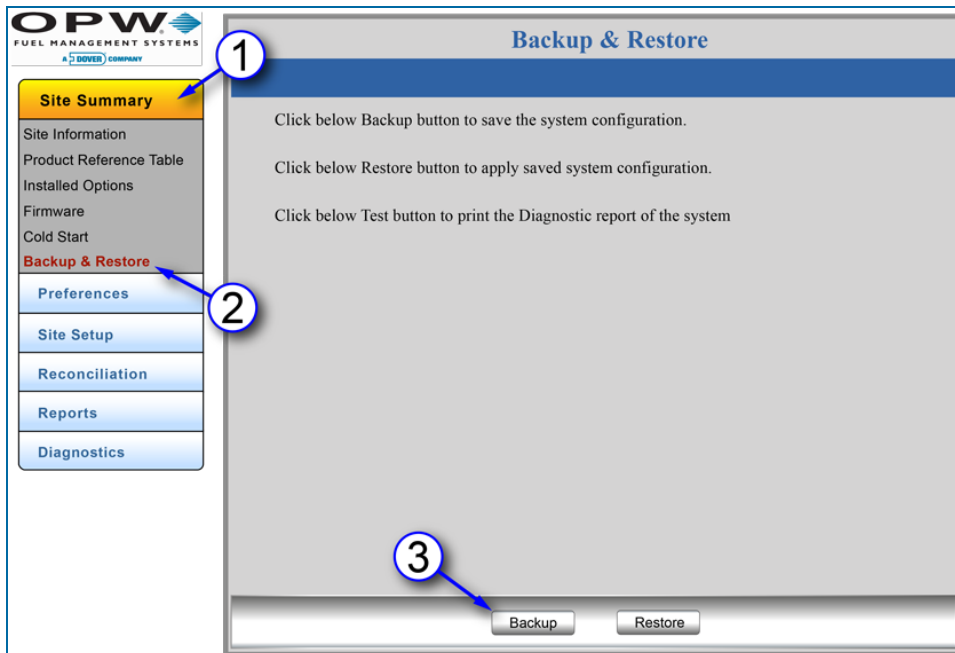 OPW
FUEL MANAGEMENT SYSTEMS
A DOVER COMPANY
1
Site Summary
Site Information
Product Reference Table
Installed Options
Firmware
Cold Start
Backup & Restore
2
Preferences
Site Setup
Reconciliation
Reports
Diagnostics
Backup & Restore
Click below Backup button to save the system configuration.
Click below Restore button to apply saved system configuration.
Click below Test button to print the Diagnostic report of the system
3
Backup
Restore